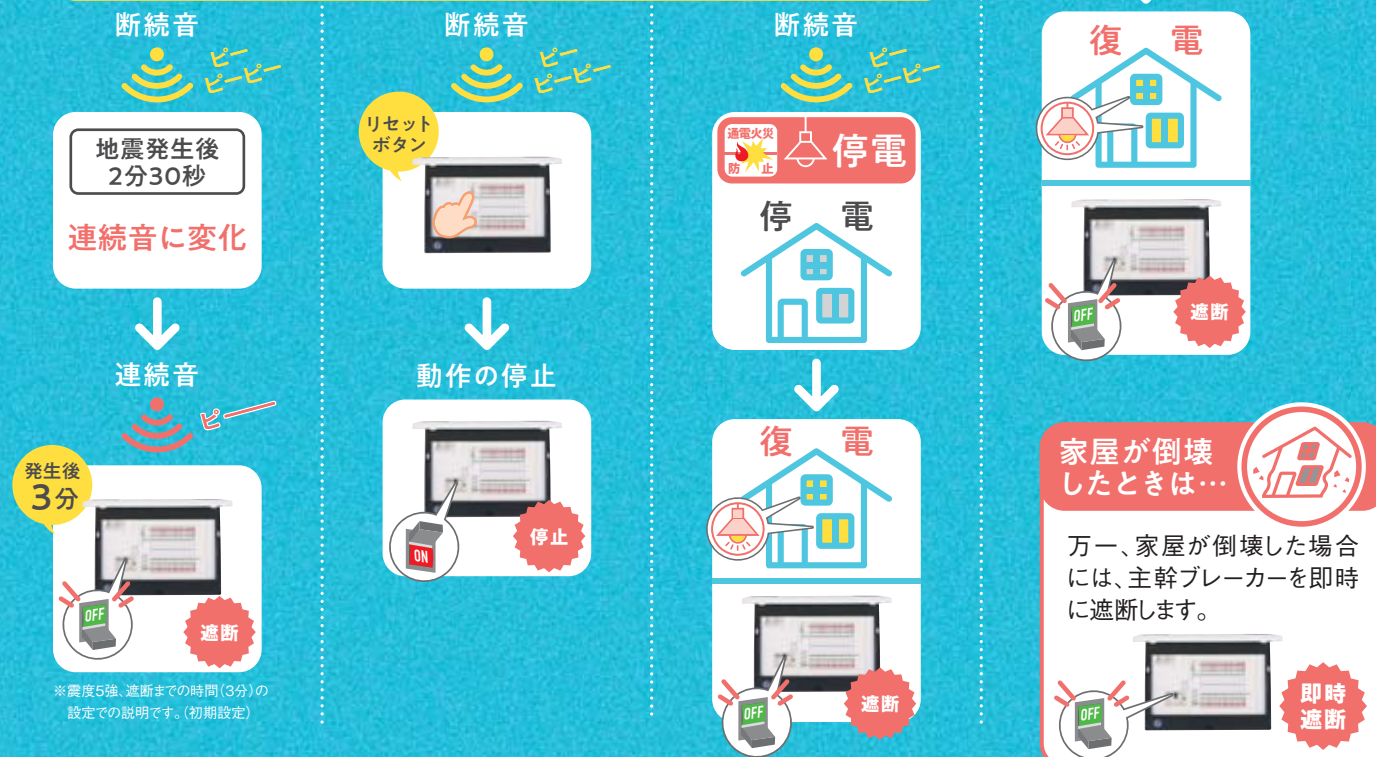 断続音
ピー
ピーピー
地震発生後
2分30秒
連続音に変化
連続音
ピー
発生後
3分
OFF
遮断
※震度5強、遮断までの時間(3分)の
設定での説明です。(初期設定)
断続音
ピー
ピーピー
リセット
ボタン
動作の停止
ON
停止
断続音
ピー
ピーピー
通電火災
防止
停電
停電
復電
OFF
遮断
復電
OFF
遮断
家屋が倒壊
したときは…
万一、家屋が倒壊した場合
には、主幹ブレーカーを即時
に遮断します。
OFF
即時
遮断